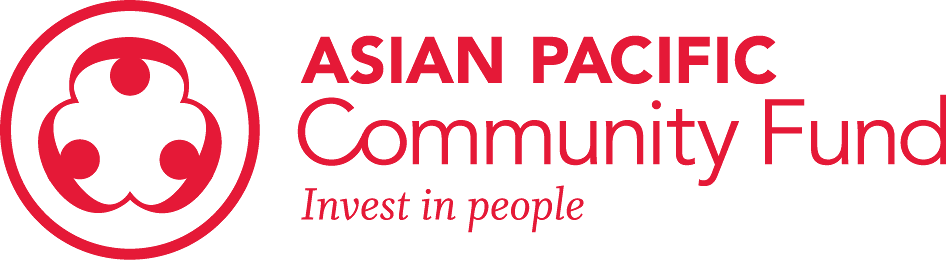 ASIAN PACIFIC
Community Fund
Invest in people